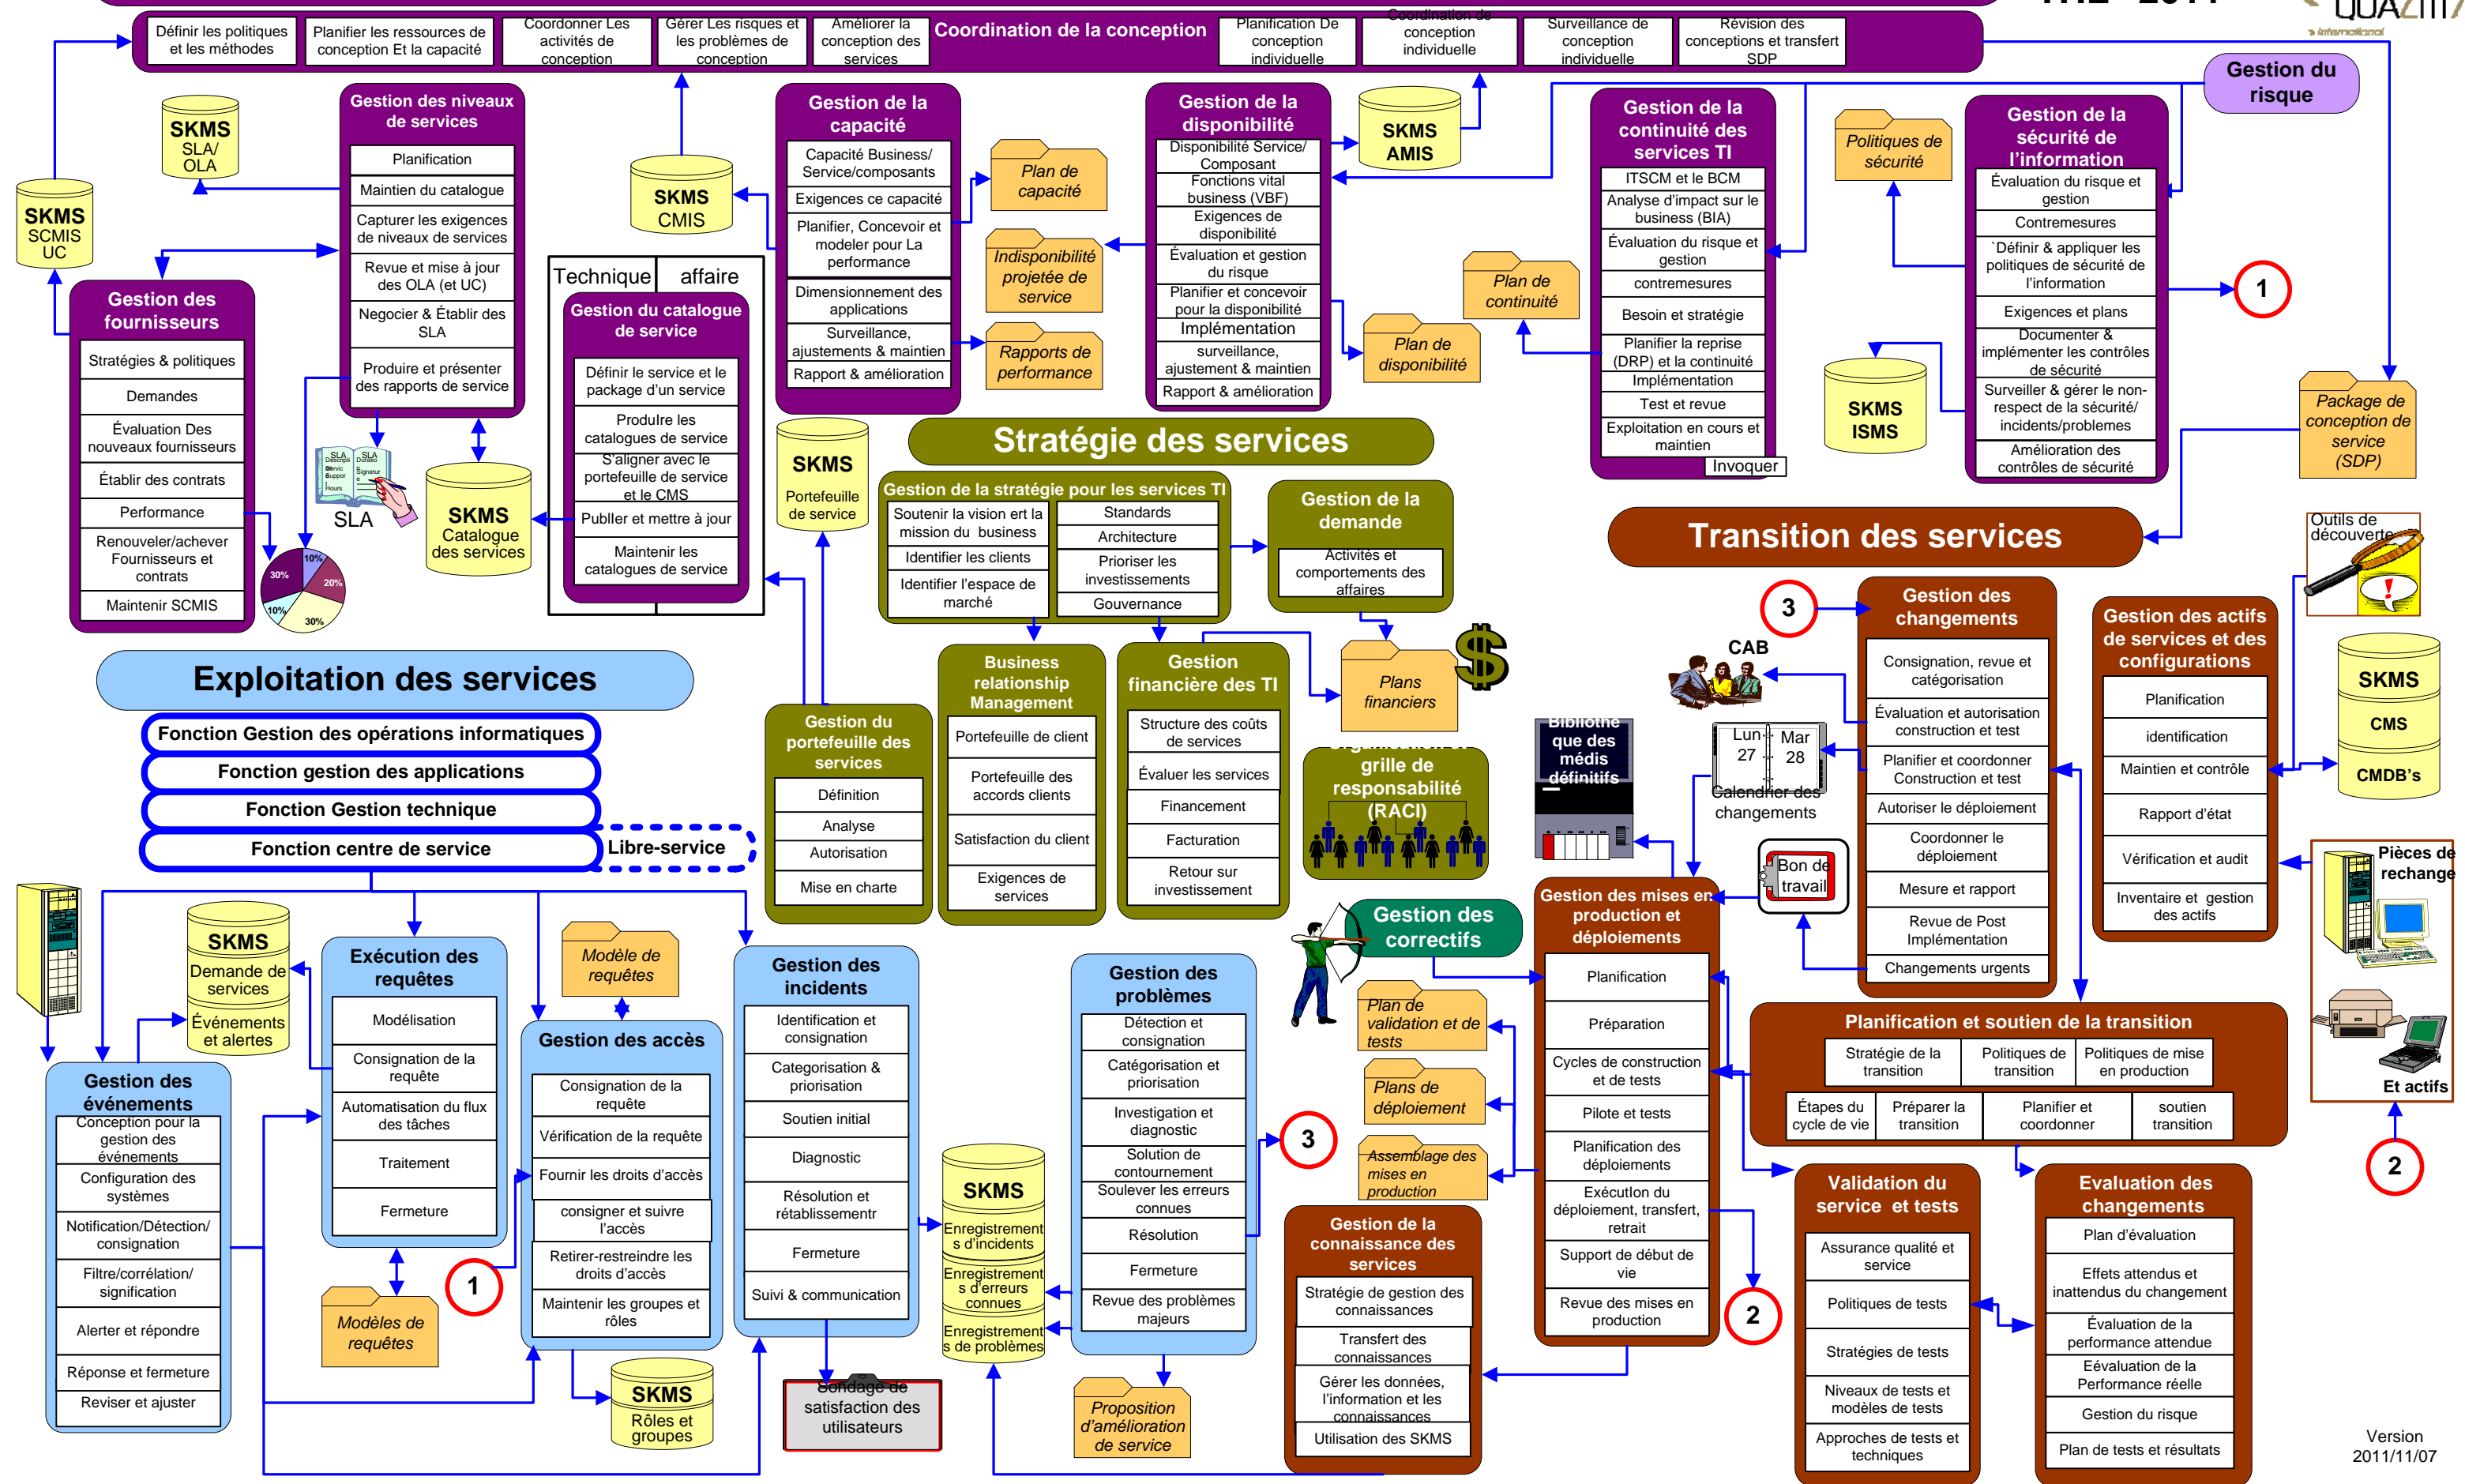 Définir les politiques
et les méthodes
Planifier les ressources de
conception Et la capacité
Coordonner Les
activités de
conception
Gérer Les risques et
les problèmes de
conception
Améliorer la
conception des
services
Coordination de la conception
Planification De
conception
individuelle
Coordination de
conception
individuelle
Surveillance de
conception
individuelle
Révision des
conceptions et transfert
SDP
International
Gestion du
risque
SKMS
SLA/
OLA
SKMS
SCMIS
UC
Gestion des niveaux
de services
Planification
Maintien du catalogue
Capturer les exigences
de niveaux de services
Revue et mise à jour
des OLA (et UC)
Negocier & Établir des
SLA
Produire et présenter
des rapports de service
Gestion des
fournisseurs
Stratégies & politiques
Demandes
Évaluation Des
nouveaux fournisseurs
Établir des contrats
Performance
Renouveler/achever
Fournisseurs et
contrats
Maintenir SCMIS
SLA SLA
SLA
10%
20%
30%
10%
30%
SKMS
Catalogue
des services
SKMS
CMIS
Technique
affaire
Gestion du catalogue
de service
Définir le service et le
package d'un service
ProduIre les
catalogues de service
S'aligner avec le
portefeuille de service
et le CMS
PublIer et mettre à jour
Maintenir les
catalogues de service
Gestion de la
capacité
Capacité Business/
Service/composants
Exigences ce capacité
Planifier, Concevoir et
modeler pour La
performance
Dimensionnement des
applications
Surveillance,
ajustements & maintien
Rapport & amélioration
Plan de
capacité
Indisponibilité
projetée de
service
Rapports de
performance
Gestion de la
disponibilité
Disponibilité Service/
Composant
Fonctions vital
business (VBF)
Exigences de
disponibilité
Évaluation et gestion
du risque
Planifier et concevoir
pour la disponibilité
Implémentation
surveillance,
ajustement & maintien
Rapport & amélioration
SKMS
AMIS
Plan de
disponibilité
Plan de
continuité
Gestion de la
continuité des
services TI
ITSCM et le BCM
Analyse d'impact sur le
business (BIA)
Évaluation du risque et
gestion
contremesures
Besoin et stratégie
Planifier la reprise
(DRP) et la continuité
Implémentation
Test et revue
Exploitation en cours et
maintien
Invoquer
Politiques de
sécurité
SKMS
ISMS
Gestion de la
sécurité de
l'information
Évaluation du risque et
gestion
Contremesures
`Définir & appliquer les
politiques de sécurité de
l'information
Exigences et plans
Documenter &
implémenter les contrôles
de sécurité
Surveiller & gérer le non-
respect de la sécurité/
incidents/problemes
Amélioration des
contrôles de sécurité
1
Package de
conception de
service
(SDP)
Stratégie des services
SKMS
Portefeuille
de service
Gestion de la stratégie pour les services TI
Soutenir la vision ert la
mission du business
Identifier les clients
Identifier l'espace de
marché
Standards
Architecture
Prioriser les
investissements
Gouvernance
Gestion de la
demande
Activités et
comportements des
affaires
Plans
financiers
$
Gestion du
portefeuille des
services
Définition
Analyse
Autorisation
Mise en charte
Business
relationship
Management
Portefeuille de client
Portefeuille des
accords clients
Satisfaction du client
Exigences de
services
Gestion
financière des TI
Structure des coûts
de services
Évaluer les services
Financement
Facturation
Retour sur
investissement
grille de
responsabilité
(RACI)
Transition des services
Outils de
découverte
3
Gestion des
changements
Consignation, revue et
catégorisation
Évaluation et autorisation
construction et test
Planifier et coordonner
Construction et test
Autoriser le déploiement
Coordonner le
déploiement
Mesure et rapport
Revue de Post
Implémentation
Changements urgents
CAB
Lun
27
Mar
28
Calendrier des
changements
Bibliothe
que des
médis
définitifs
Bon de
travail
Gestion des actifs
de services et des
configurations
Planification
identification
Maintien et contrôle
Rapport d'état
Vérification et audit
Inventaire et gestion
des actifs
SKMS
CMS
CMDB's
Pièces de
rechange
Et actifs
2
Exploitation des services
Fonction Gestion des opérations informatiques
Fonction gestion des applications
Fonction Gestion technique
Fonction centre de service
Libre-service
SKMS
Demande de
services
Événements
et alertes
Gestion des
événements
Conception pour la
gestion des
événements
Configuration des
systèmes
Notification/Détection/
consignation
Filtre/corrélation/
signification
Alerter et répondre
Réponse et fermeture
Reviser et ajuster
Exécution des
requêtes
Modélisation
Consignation de la
requête
Automatisation du flux
des tâches
Traitement
Fermeture
Modèles de
requêtes
1
Modèle de
requêtes
Gestion des accès
Consignation de la
requête
Vérification de la requête
Fournir les droits d'accès
consigner et suivre
l'accès
Retirer-restreindre les
droits d'accès
Maintenir les groupes et
rôles
SKMS
Rôles et
groupes
Gestion des
incidents
Identification et
consignation
Categorisation &
priorisation
Soutien initial
Diagnostic
Résolution et
rétablissementr
Fermeture
Suivi & communication
Sondage de
satisfaction des
utilisateurs
SKMS
Enregistrement
s d'incidents
Enregistrement
s d'erreurs
connues
Enregistrement
s de problèmes
Gestion des
problèmes
Détection et
consignation
Catégorisation et
priorisation
Investigation et
diagnostic
Solution de
contournement
Soulever les erreurs
connues
Résolution
Fermeture
Revue des problèmes
majeurs
3
Proposition
d'amélioration
de service
Gestion des
correctifs
Plan de
validation et de
tests
Plans de
déploiement
Assemblage des
mises en
production
Gestion des mises en
production et
déploiements
Planification
Préparation
Cycles de construction
et de tests
Pilote et tests
Planification des
déploiements
ExécutIon du
déploiement, transfert,
retrait
Support de début de
vie
Revue des mises en
production
2
Gestion de la
connaissance des
services
Stratégie de gestion des
connaissances
Transfert des
connaissances
Gérer les données,
l'information et les
connaissances
Utilisation des SKMS
Planification et soutien de la transition
Stratégie de la
transition
Politiques de
transition
Politiques de mise
en production
Étapes du
cycle de vie
Préparer la
transition
Planifier et
coordonner
soutien
transition
Validation du
service et tests
Assurance qualité et
service
Politiques de tests
Stratégies de tests
Niveaux de tests et
modèles de tests
Approches de tests et
techniques
Evaluation des
changements
Plan d'évaluation
Effets attendus et
inattendus du changement
Évaluation de la
performance attendue
Eévaluation de la
Performance réelle
Gestion du risque
Plan de tests et résultats
Version
2011/11/07